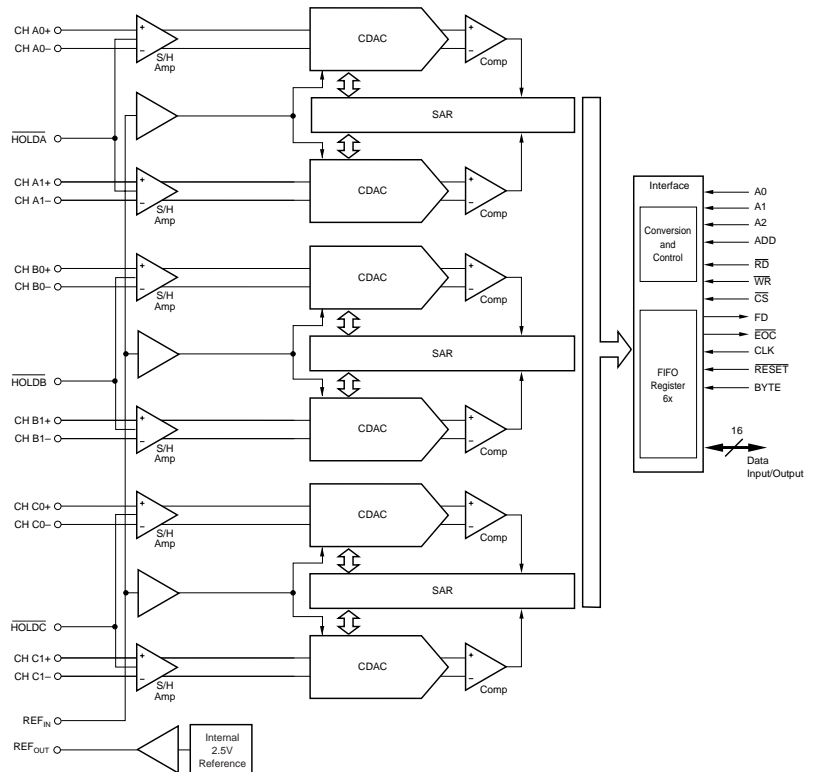 CH A0+
CH A0–
S/H
Amp
CDAC
Comp
SAR
HOLDA
CH A1+
CH A1–
S/H
Amp
CDAC
Comp
CH B0+
CH B0–
S/H
Amp
CDAC
Comp
SAR
HOLDB
CH B1+
CH B1–
S/H
Amp
CDAC
Comp
CH C0+
CH C0–
S/H
Amp
CDAC
Comp
SAR
HOLDC
CH C1+
CH C1–
S/H
Amp
CDAC
Comp
REFIN
REFOUT
Internal
2.5V
Reference
Interface
Conversion
and
Control
FIFO
Register
6x
A0
A1
A2
ADD
RD
WR
CS
FD
EOC
CLK
RESET
BYTE
16
Data
Input/Output